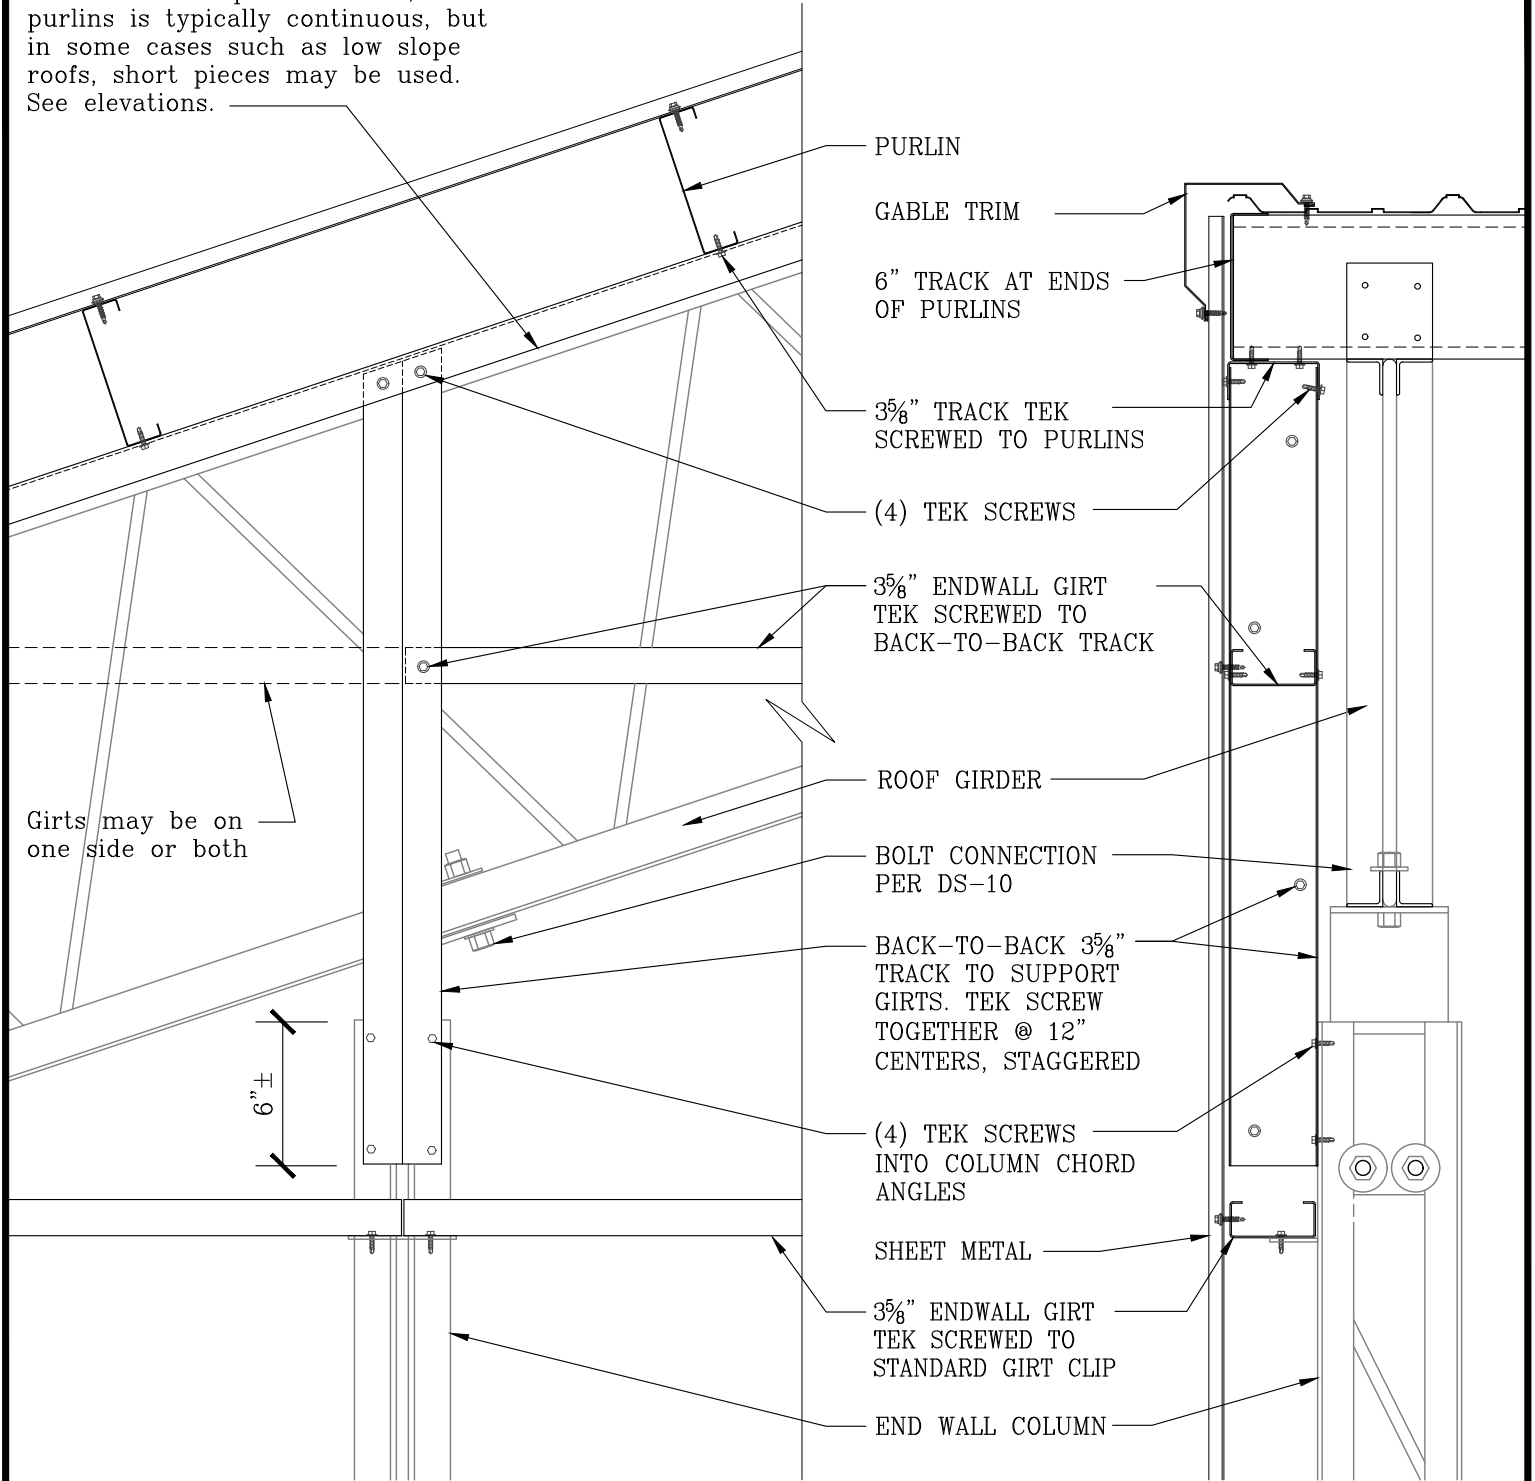 purlins is typically continuous, but
in some cases such as low slope
roofs, short pieces may be used.
See elevations.
PURLIN
GABLE TRIM
6" TRACK AT ENDS
OF PURLINS
3⅝" TRACK TEK
SCREWED TO PURLINS
(4) TEK SCREWS
3⅝" ENDWALL GIRT
TEK SCREWED TO
BACK-TO-BACK TRACK
Girts may be on
one side or both
ROOF GIRDER
BOLT CONNECTION
PER DS-10
BACK-TO-BACK 3⅝"
TRACK TO SUPPORT
GIRTS. TEK SCREW
TOGETHER @ 12"
CENTERS, STAGGERED
6"±
(4) TEK SCREWS
INTO COLUMN CHORD
ANGLES
SHEET METAL
3⅝" ENDWALL GIRT
TEK SCREWED TO
STANDARD GIRT CLIP
END WALL COLUMN